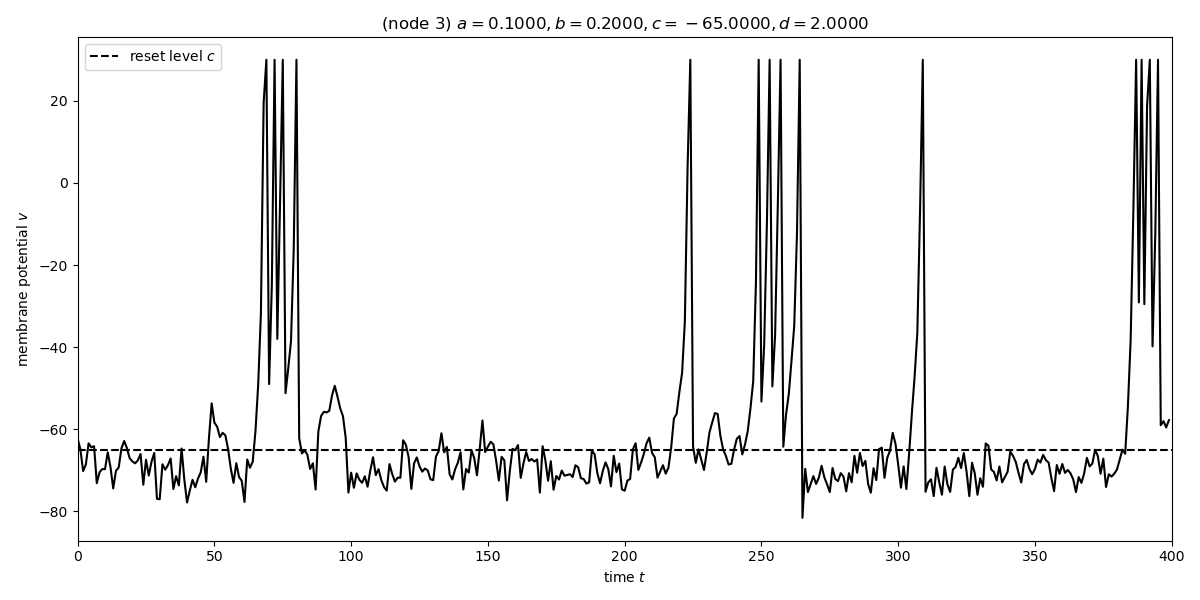 (node 3) a = 0.1000, b = 0.2000, c = −65.0000, d = 2.0000
reset level c
membrane potential v
20
0
−20
−40
−60
−80
0 50 100 150 200 250 300 350 400
time t